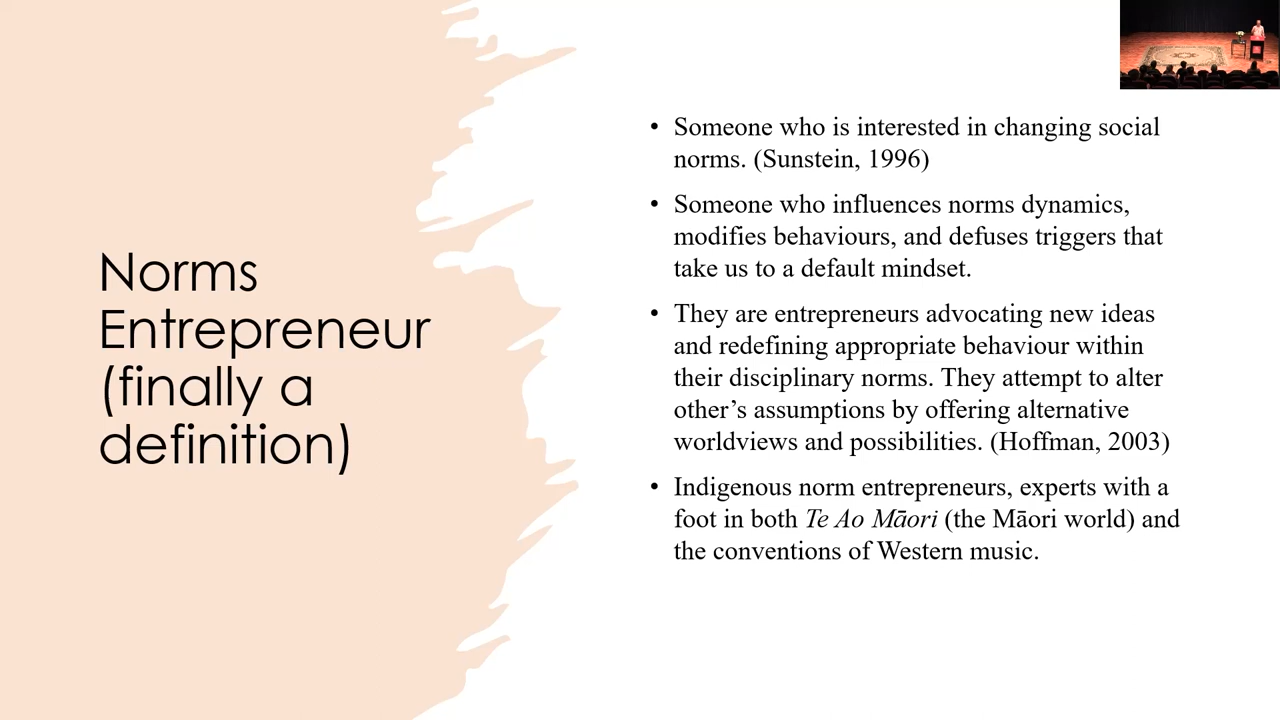 Norms
Entrepreneur
(finally a
definition)
• Someone who is interested in changing social
norms. (Sunstein, 1996)
• Someone who influences norms dynamics,
modifies behaviours, and defuses triggers that
take us to a default mindset.
• They are entrepreneurs advocating new ideas
and redefining appropriate behaviour within
their disciplinary norms. They attempt to alter
other’s assumptions by offering alternative
worldviews and possibilities. (Hoffman, 2003)
• Indigenous norm entrepreneurs, experts with a
foot in both Te Ao Māori (the Māori world) and
the conventions of Western music.